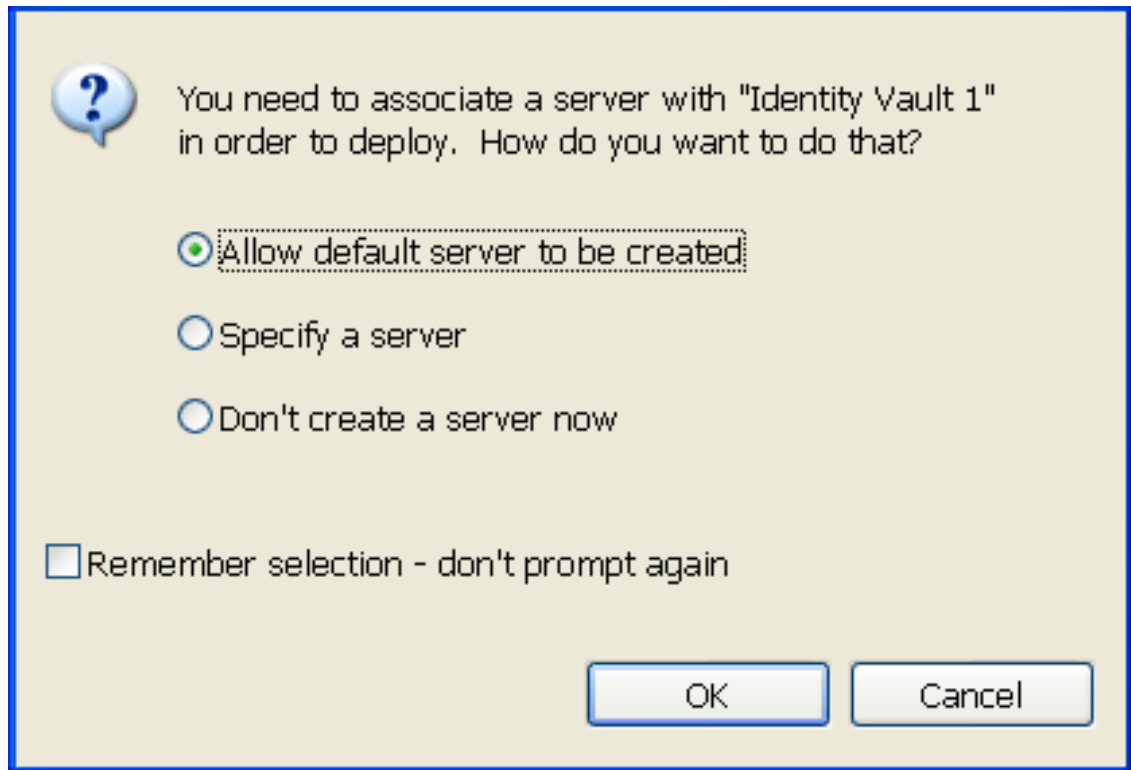 You need to associate a server with "Identity Vault 1"
in order to deploy.  How do you want to do that?
Allow default server to be created
Specify a server
Don't create a server now
Remember selection - don't prompt again
OK
Cancel